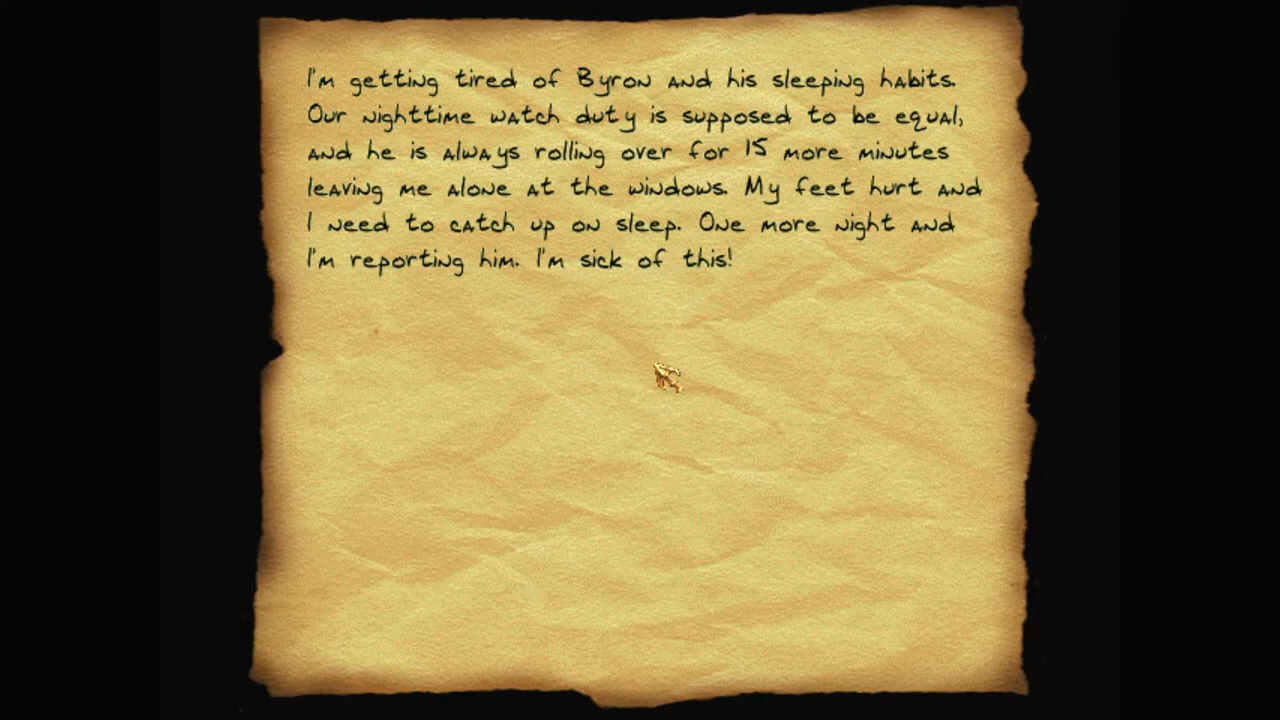 I'm getting tired of Byron and his sleeping habits.
Our nighttime watch duty is supposed to be equal,
and he is always rolling over for 15 more minutes
leaving me alone at the windows. My feet hurt and
I need to catch up on sleep. One more night and
I'm reporting him. I'm sick of this!